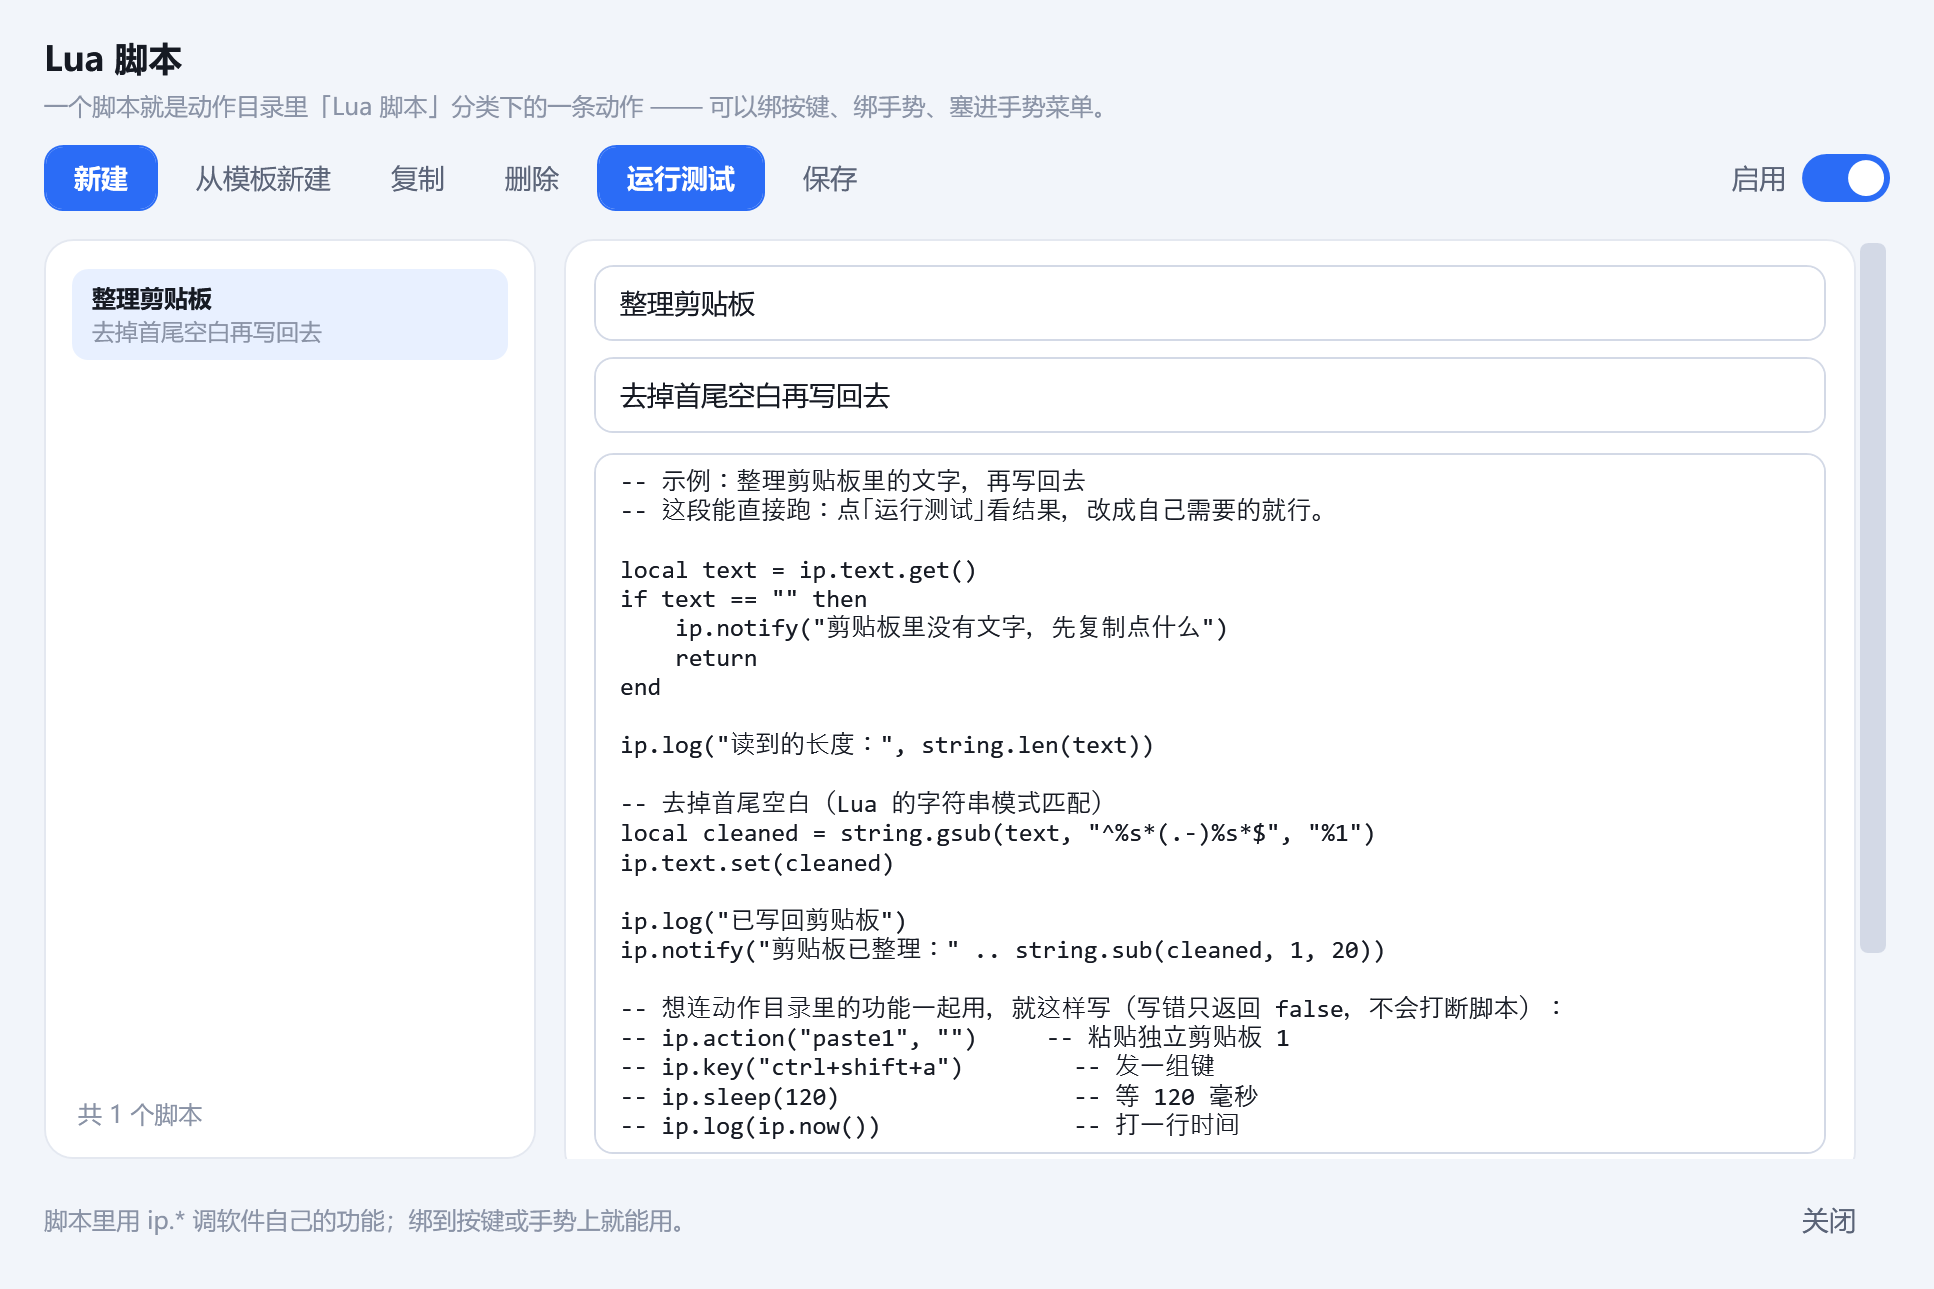 Lua 脚本
一个脚本就是动作目录里「Lua 脚本」分类下的一条动作 —— 可以绑按键、绑手势、塞进手势菜单。
新建 从模板新建 复制 删除 运行测试 保存 启用
整理剪贴板
去掉首尾空白再写回去
共 1 个脚本
整理剪贴板
去掉首尾空白再写回去
-- 示例：整理剪贴板里的文字，再写回去
-- 这段能直接跑：点「运行测试」看结果，改成自己需要的就行。
local text = ip.text.get()
if text == "" then
    ip.notify("剪贴板里没有文字，先复制点什么")
    return
end
ip.log("读到的长度：", string.len(text))
-- 去掉首尾空白（Lua 的字符串模式匹配）
local cleaned = string.gsub(text, "^%s*(.-)%s*$", "%1")
ip.text.set(cleaned)
ip.log("已写回剪贴板")
ip.notify("剪贴板已整理：" .. string.sub(cleaned, 1, 20))
-- 想连动作目录里的功能一起用，就这样写（写错只返回 false，不会打断脚本）：
-- ip.action("paste1", "")     -- 粘贴独立剪贴板 1
-- ip.key("ctrl+shift+a")        -- 发一组键
-- ip.sleep(120)                 -- 等 120 毫秒
-- ip.log(ip.now())              -- 打一行时间
脚本里用 ip.* 调软件自己的功能；绑到按键或手势上就能用。
关闭